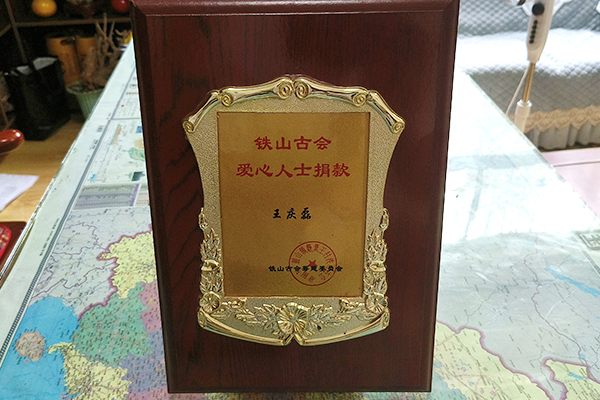 铁山古会
爱心人士捐款
王庆磊
铁山古会筹建委员会